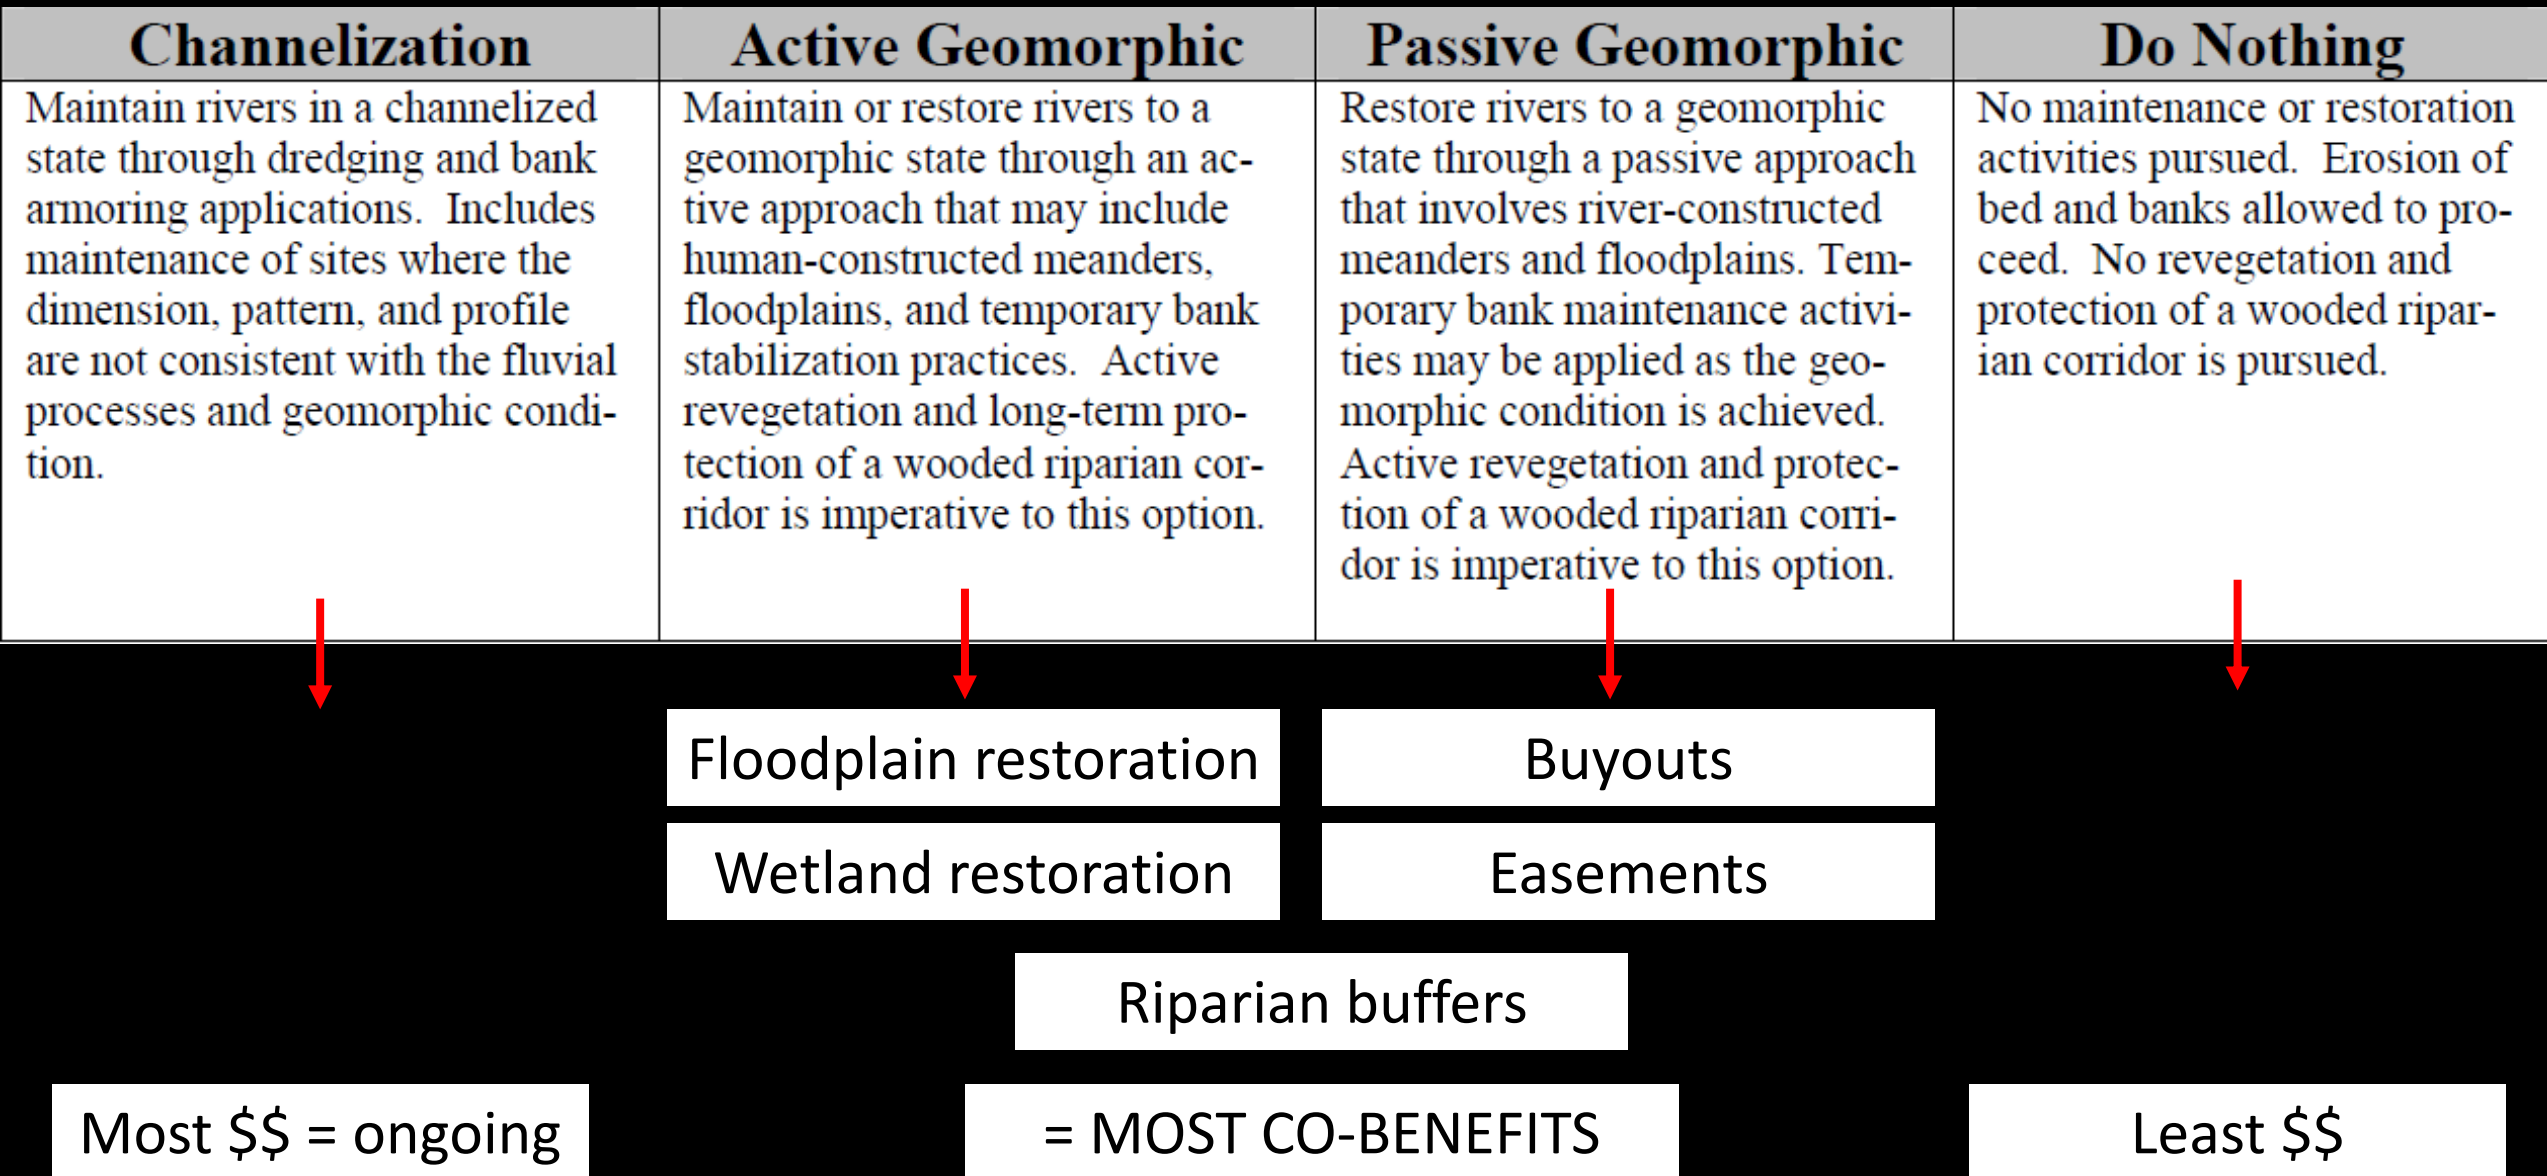 Channelization
Maintain rivers in a channelized
state through dredging and bank
armoring applications.  Includes
maintenance of sites where the
dimension, pattern, and profile
are not consistent with the fluvial
processes and geomorphic condi-
tion.
Active Geomorphic
Maintain or restore rivers to a
geomorphic state through an ac-
tive approach that may include
human-constructed meanders,
floodplains, and temporary bank
stabilization practices.  Active
revegetation and long-term pro-
tection of a wooded riparian cor-
ridor is imperative to this option.
Passive Geomorphic
Restore rivers to a geomorphic
state through a passive approach
that involves river-constructed
meanders and floodplains. Tem-
porary bank maintenance activi-
ties may be applied as the geo-
morphic condition is achieved.
Active revegetation and protec-
tion of a wooded riparian corri-
dor is imperative to this option.
Do Nothing
No maintenance or restoration
activities pursued.  Erosion of
bed and banks allowed to pro-
ceed.  No revegetation and
protection of a wooded ripar-
ian corridor is pursued.
Floodplain restoration
Buyouts
Wetland restoration
Easements
Riparian buffers
Most $$ = ongoing
= MOST CO-BENEFITS
Least $$